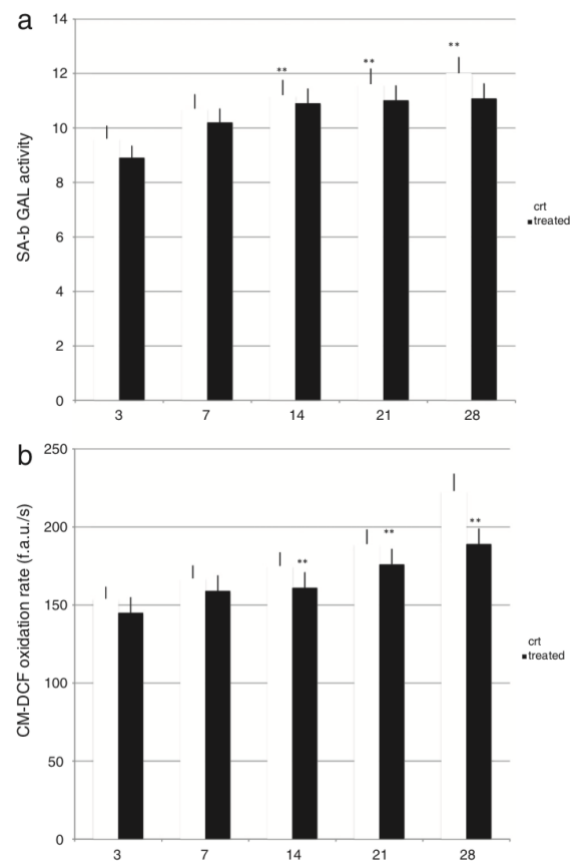 a
14
12
10
8
6
4
2
0
SA-b GAL activity
** ** **
3 7 14 21 28
crt
treated
b
250
200
150
100
50
0
CM-DCF oxidation rate (f.a.u./s)
** ** **
3 7 14 21 28
crt
treated